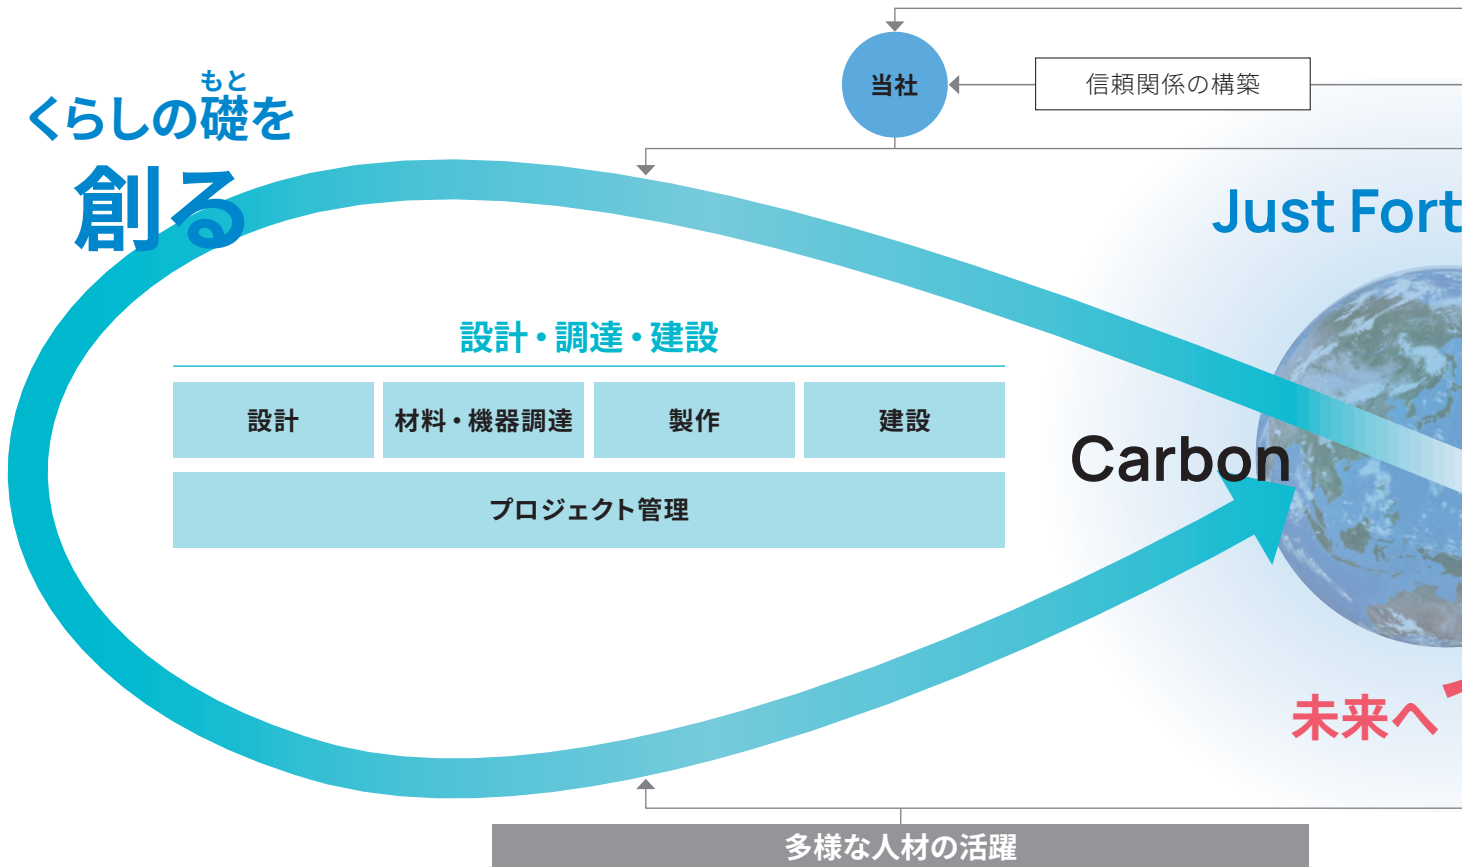 当社
信頼関係の構築
もと
くらしの礎を
創る
Just Fort
設計・調達・建設
設計
材料・機器調達
製作
建設
プロジェクト管理
Carbon
未来へ
多様な人材の活躍